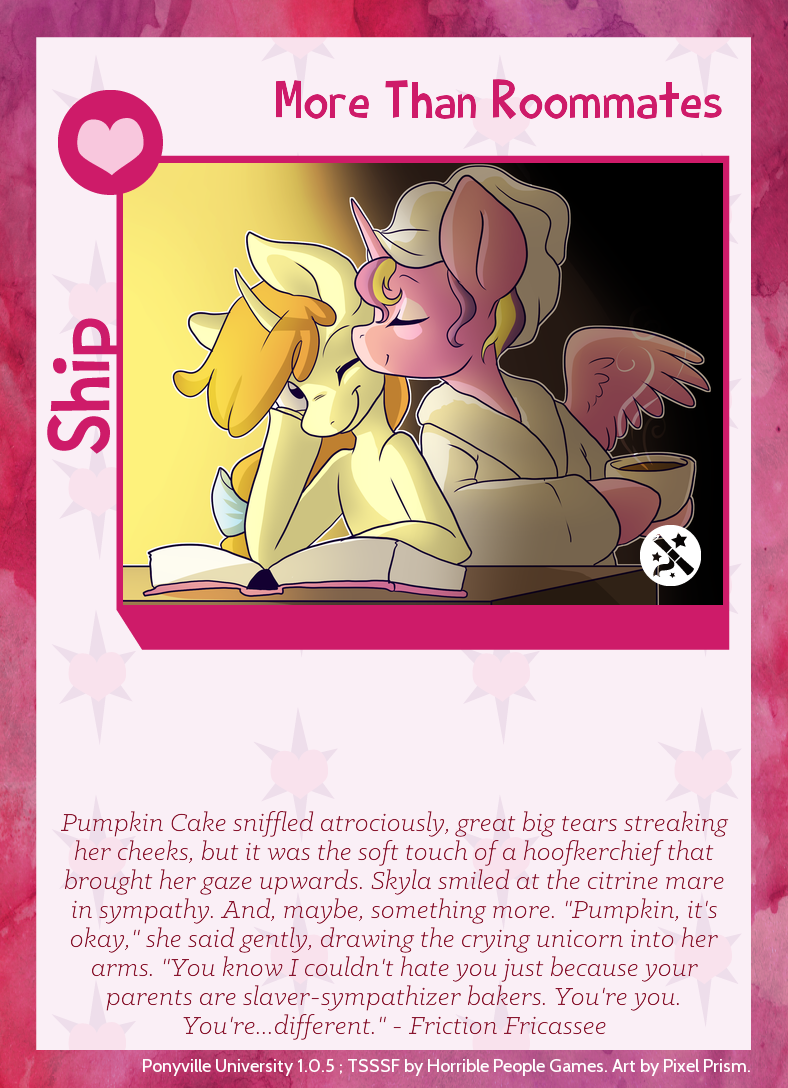 More Than Roommates
Ship
Pumpkin Cake sniffled atrociously, great big tears streaking
her cheeks, but it was the soft touch of a hoofkerchief that
brought her gaze upwards. Skyla smiled at the citrine mare
in sympathy. And, maybe, something more. "Pumpkin, it's
okay," she said gently, drawing the crying unicorn into her
arms. "You know I couldn't hate you just because your
parents are slaver-sympathizer bakers. You're you.
You're...different." - Friction Fricassee
Ponyville University 1.0.5 ; TSSSF by Horrible People Games. Art by Pixel Prism.